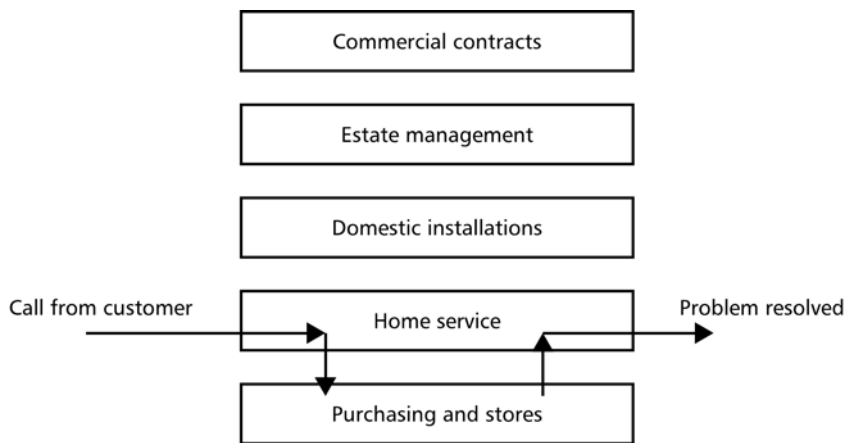 Commercial contracts
Estate management
Domestic installations
Call from customer
Home service
Problem resolved
Purchasing and stores